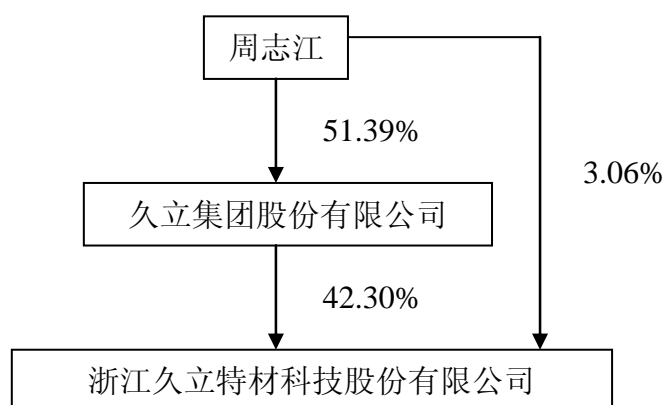 周志江
51.39%
3.06%
久立集团股份有限公司
42.30%
浙江久立特材科技股份有限公司